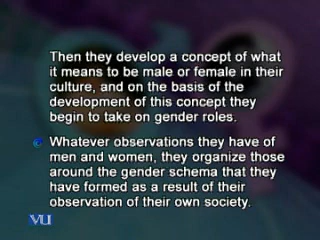 Then they develop a concept of what
it means to be male or female in their
culture, and on the basis of the
development of this concept they
begin to take on gender roles.
Whatever observations they have of
men and women, they organize those
around the gender schema that they
have formed as a result of their
observation of their own society.
VU